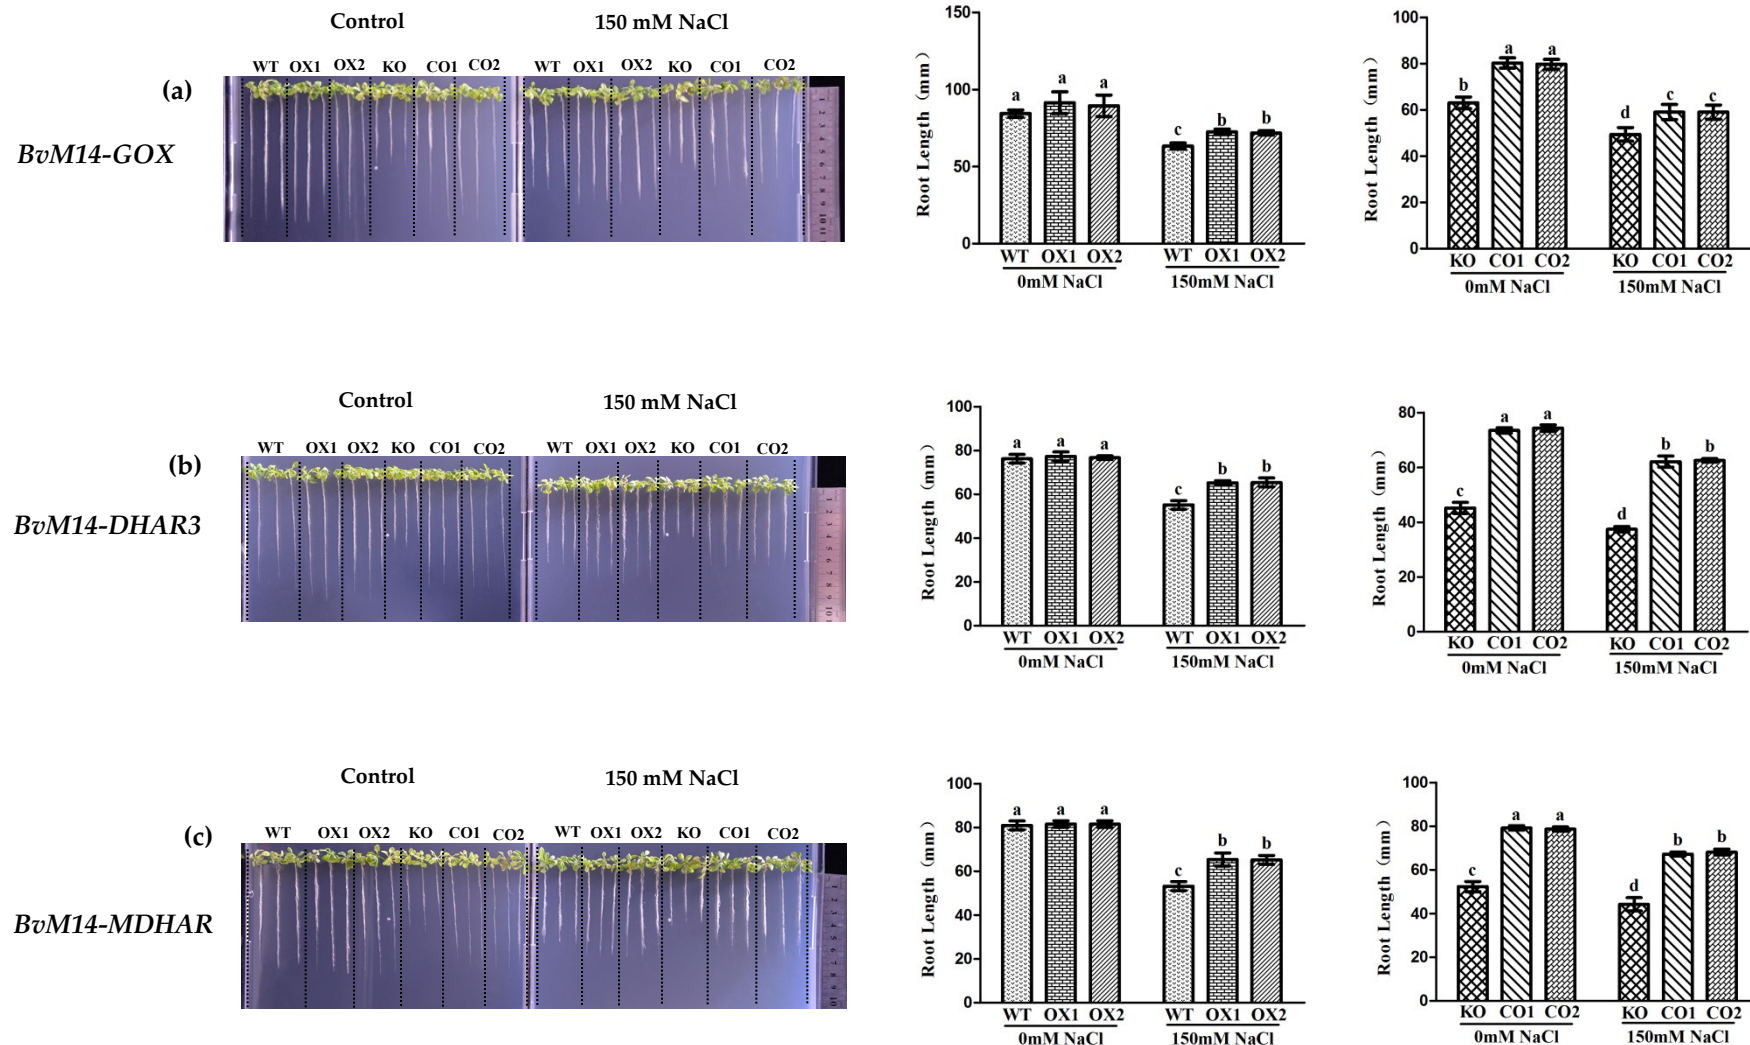 Control 150 mM NaCl
WT OX1 OX2 KO CO1 CO2 WT OX1 OX2 KO CO1 CO2
(a)
BvM14-GOX
Root Length (mm)
150
100
50
0
a a a c b b
WT OX1 OX2 WT OX1 OX2
0mM NaCl 150mM NaCl
Root Length (mm)
100
80
60
40
20
0
b a a d c c
KO CO1 CO2 KO CO1 CO2
0mM NaCl 150mM NaCl
Control 150 mM NaCl
WT OX1 OX2 KO CO1 CO2 WT OX1 OX2 KO CO1 CO2
(b)
BvM14-DHAR3
Root Length (mm)
100
80
60
40
20
0
a a a c b b
WT OX1 OX2 WT OX1 OX2
0mM NaCl 150mM NaCl
Root Length (mm)
80
60
40
20
0
c a a d b b
KO CO1 CO2 KO CO1 CO2
0mM NaCl 150mM NaCl
Control 150 mM NaCl
WT OX1 OX2 KO CO1 CO2 WT OX1 OX2 KO CO1 CO2
(c)
BvM14-MDHAR
Root Length (mm)
100
80
60
40
20
0
a a a c b b
WT OX1 OX2 WT OX1 OX2
0mM NaCl 150mM NaCl
Root Length (mm)
100
80
60
40
20
0
c a a d b b
KO CO1 CO2 KO CO1 CO2
0mM NaCl 150mM NaCl